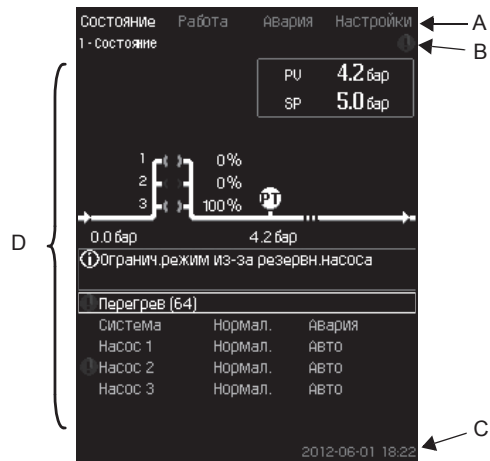 Состояние Работа Авария Настройки A
1 - Состояние B
PV 4.2 бар
SP 5.0 бар
1 0%
2 0%
3 100% PT
D
0.0 бар 4.2 бар
Огранич.режим из-за резервн.насоса
Перегрев (64)
Система Нормал. Авария
Насос 1 Нормал. Авто
Насос 2 Нормал. Авто
Насос 3 Нормал. Авто
C
2012-06-01 18:22